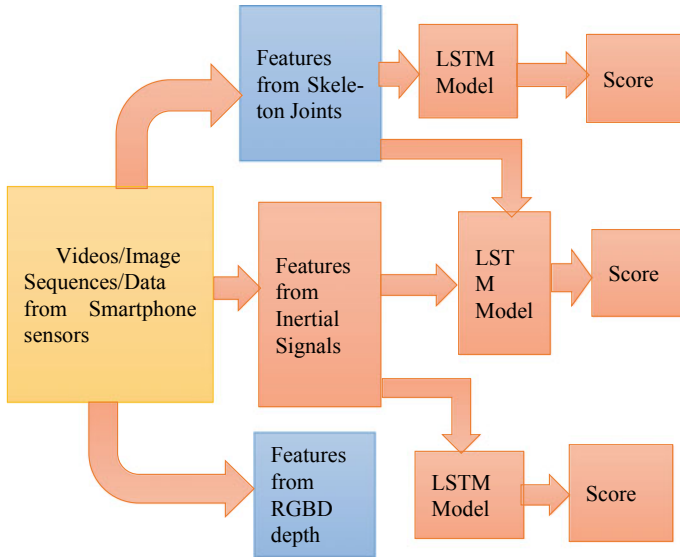 Features
from Skele-
ton Joints
LSTM
Model
Score
Videos/Image
Sequences/Data
from Smartphone
sensors
Features
from
Inertial
Signals
LST
M
Model
Score
Features
from
RGBD
depth
LSTM
Model
Score